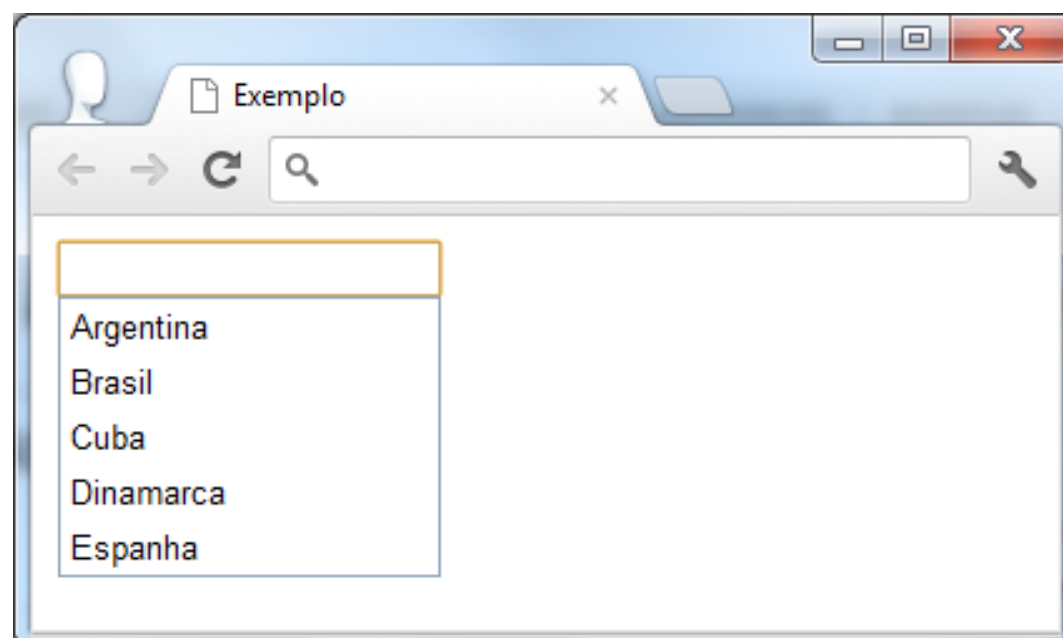 Exemplo
Argentina
Brasil
Cuba
Dinamarca
Espanha